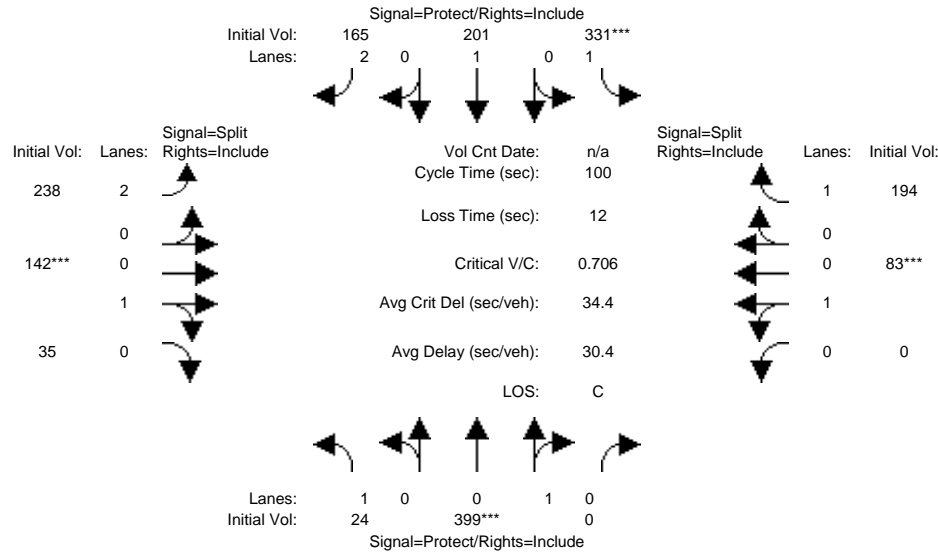 Signal=Protect/Rights=Include
Initial Vol: 165 201 331***
Lanes: 2 0 1 0 1
Signal=Split
Initial Vol: Lanes: Rights=Include
Vol Cnt Date: n/a
Signal=Split
Rights=Include Lanes: Initial Vol:
Cycle Time (sec): 100
238 2
1 194
Loss Time (sec): 12
0
0
142*** 0
Critical V/C: 0.706
0 83***
1
Avg Crit Del (sec/veh): 34.4
1
35 0
Avg Delay (sec/veh): 30.4
0 0
LOS: C
Lanes: 1 0 0 1 0
Initial Vol: 24 399*** 0
Signal=Protect/Rights=Include